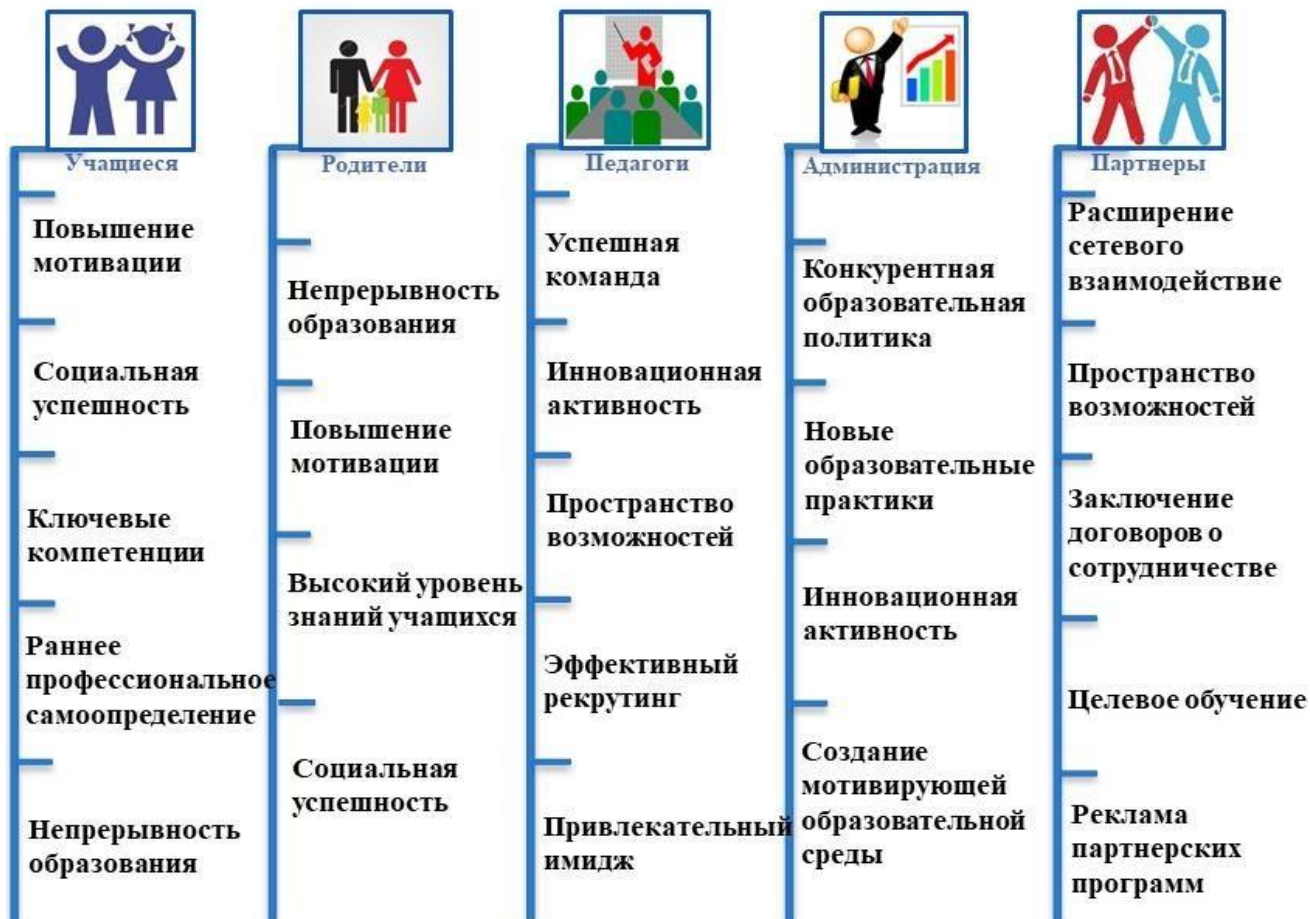 Учащиеся
Повышение
мотивации
Социальная
успешность
Ключевые
компетенции
Раннее
профессиональное
самоопределение
Непрерывность
образования
Родители
Непрерывность
образования
Повышение
мотивации
Высокий уровень
знаний учащихся
Социальная
успешность
Педагоги
Успешная
команда
Инновационная
активность
Пространство
возможностей
Эффективный
рекрутинг
Привлекательный
имидж
Администрация
Конкурентная
образовательная
политика
Новые
образовательные
практики
Инновационная
активность
Создание
мотивирующей
образовательной
среды
Партнеры
Расширение
сетевого
взаимодействие
Пространство
возможностей
Заключение
договоров о
сотрудничестве
Целевое обучение
Реклама
партнерских
программ